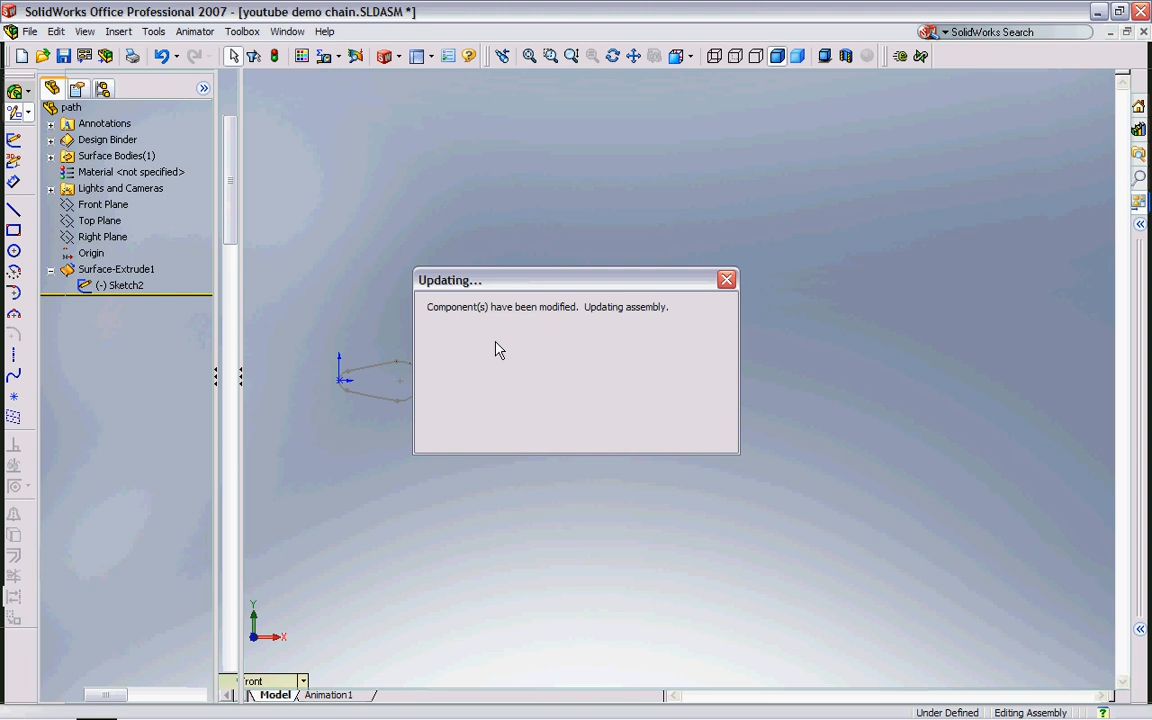 SolidWorks Office Professional 2007 - [youtube demo chain.SLDASM *]
File Edit View Insert Tools Animator Toolbox Window Help
SolidWorks Search
path
Annotations
Design Binder
Surface Bodies(1)
Material <not specified>
Lights and Cameras
Front Plane
Top Plane
Right Plane
Origin
Surface-Extrude1
(-) Sketch2
Updating...
Component(s) have been modified. Updating assembly.
Y
X
ront
Model Animation1
Under Defined Editing Assembly